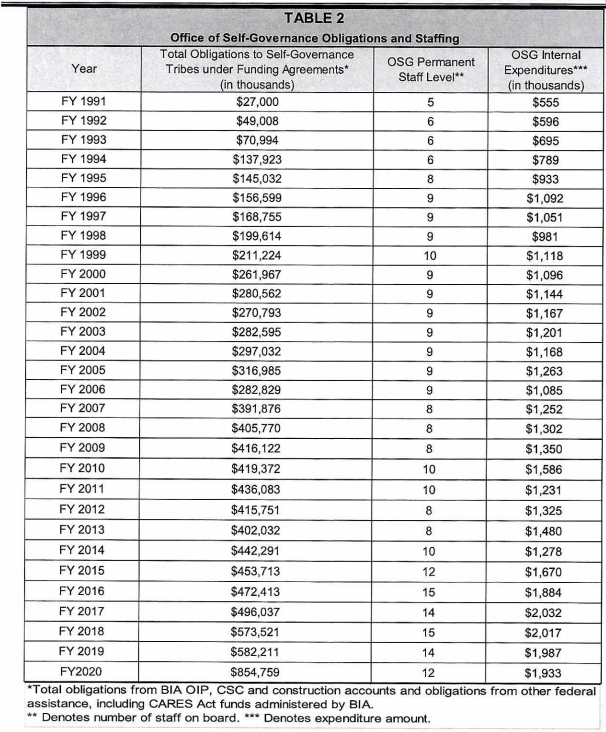 TABLE 2
Office of Self-Governance Obligations and Staffing
Year
Total Obligations to Self-Governance
Tribes under Funding Agreements*
(in thousands)
OSG Permanent
Staff Level**
OSG Internal
Expenditures***
(in thousands)
FY 1991 $27,000 5 $555
FY 1992 $49,008 6 $596
FY 1993 $70,994 6 $695
FY 1994 $137,923 6 $789
FY 1995 $145,032 8 $933
FY 1996 $156,599 9 $1,092
FY 1997 $168,755 9 $1,051
FY 1998 $199,614 9 $981
FY 1999 $211,224 10 $1,118
FY 2000 $261,967 9 $1,096
FY 2001 $280,562 9 $1,144
FY 2002 $270,793 9 $1,167
FY 2003 $282,595 9 $1,201
FY 2004 $297,032 9 $1,168
FY 2005 $316,985 9 $1,263
FY 2006 $282,829 9 $1,085
FY 2007 $391,876 8 $1,252
FY 2008 $405,770 8 $1,302
FY 2009 $416,122 8 $1,350
FY 2010 $419,372 10 $1,586
FY 2011 $436,083 10 $1,231
FY 2012 $415,751 8 $1,325
FY 2013 $402,032 8 $1,480
FY 2014 $442,291 10 $1,278
FY 2015 $453,713 12 $1,670
FY 2016 $472,413 15 $1,884
FY 2017 $496,037 14 $2,032
FY 2018 $573,521 15 $2,017
FY 2019 $582,211 14 $1,987
FY2020 $854,759 12 $1,933
*Total obligations from BIA OIP, CSC and construction accounts and obligations from other federal
assistance, including CARES Act funds administered by BIA.
** Denotes number of staff on board. *** Denotes expenditure amount.